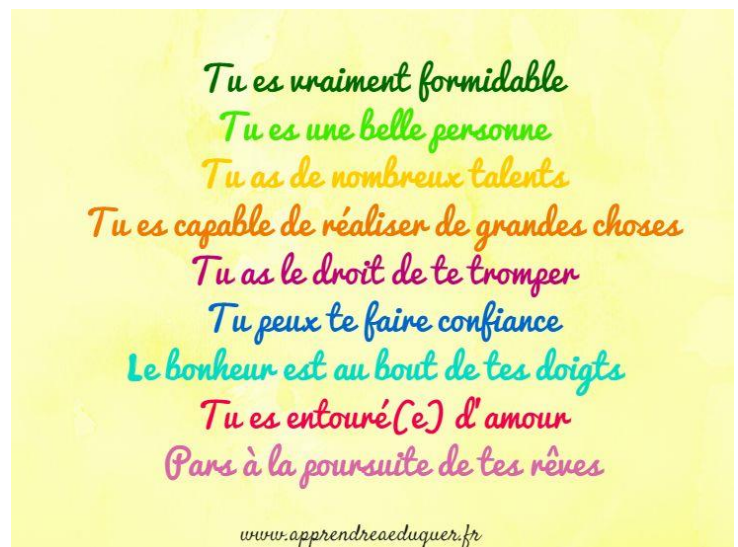 Tu es vraiment formidable
Tu es une belle personne
Tu as de nombreux talents
Tu es capable de réaliser de grandes choses
Tu as le droit de te tromper
Tu peux te faire confiance
Le bonheur est au bout de tes doigts
Tu es entouré(e) d'amour
Pars à la poursuite de tes rêves
www.apprendreaeduquer.fr